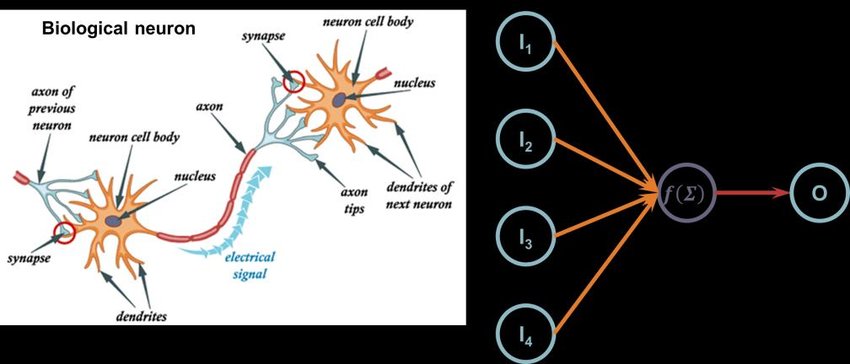 Biological neuron
neuron cell body
synapse
nucleus
axon of
previous
neuron
axon
neuron cell body
nucleus
axon
tips
dendrites of
next neuron
synapse
electrical
signal
dendrites
I1
I2
I3
I4
f(Σ)
O